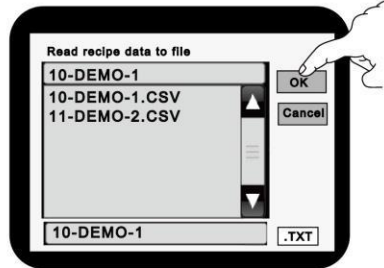 Read recipe data to file
10-DEMO-1
OK
10-DEMO-1.CSV
11-DEMO-2.CSV
Cancel
10-DEMO-1
.TXT